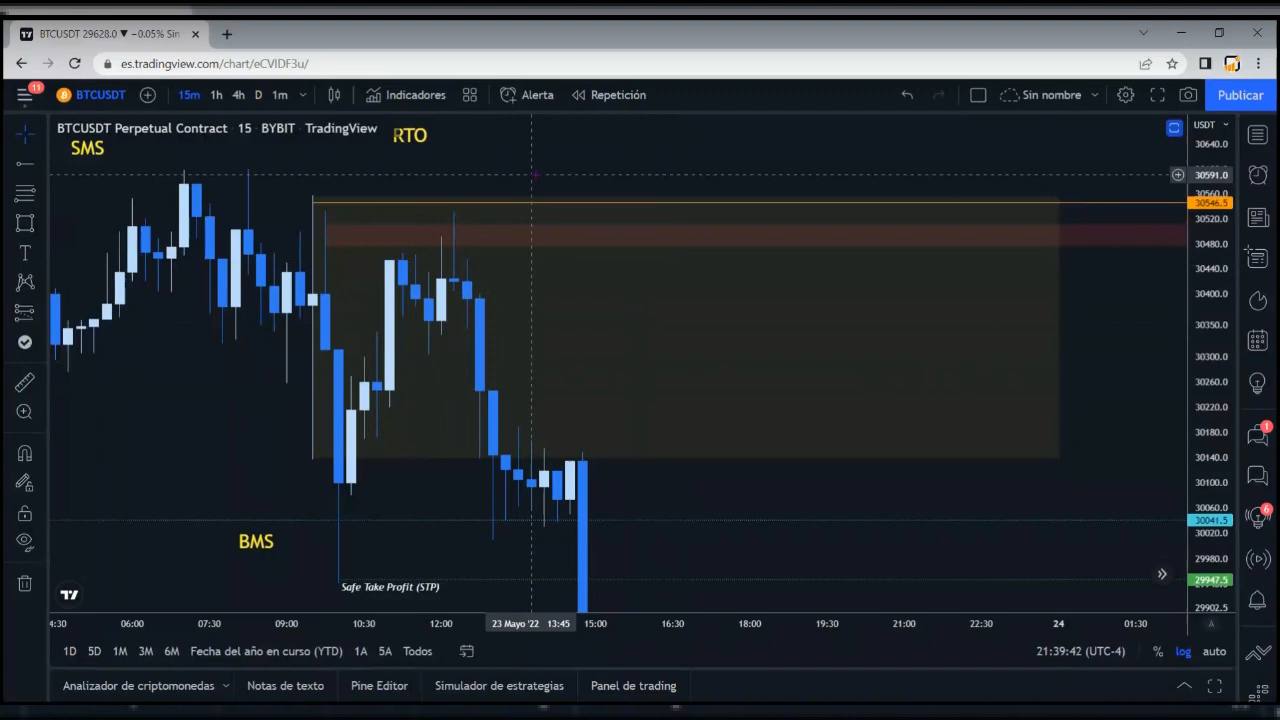 BTCUSDT 29628.0 ▼ −0.05% Sin
es.tradingview.com/chart/eCVIDF3u/
11
BTCUSDT
15m 1h 4h D 1m
Indicadores
Alerta
Repetición
Sin nombre
Publicar
BTCUSDT Perpetual Contract · 15 · BYBIT · TradingView
RTO
SMS
USDT
30640.0
30591.0
30560.0
30546.5
30520.0
30480.0
30440.0
30400.0
30350.0
30300.0
30260.0
30220.0
30180.0
30140.0
30100.0
30060.0
30041.5
30020.0
29980.0
29947.5
29902.5
1
6
BMS
Safe Take Profit (STP)
4:30 06:00 07:30 09:00 10:30 12:00 23 Mayo '22 13:45 15:00 16:30 18:00 19:30 21:00 22:30 24 01:30 A
1D 5D 1M 3M 6M Fecha del año en curso (YTD) 1A 5A Todos
21:39:42 (UTC-4) % log auto
Analizador de criptomonedas Notas de texto Pine Editor Simulador de estrategias Panel de trading